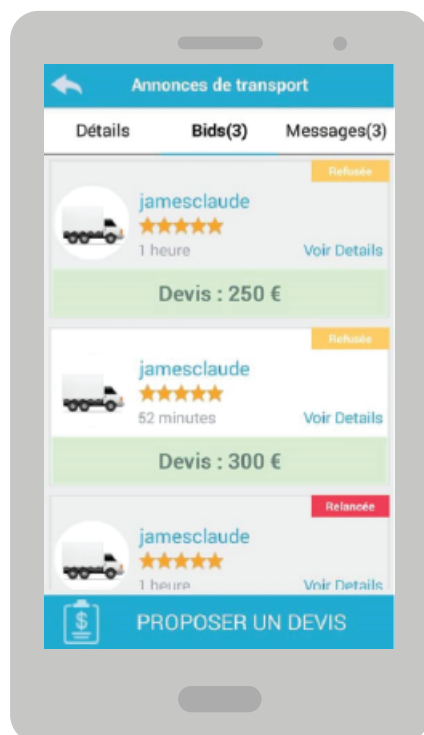 Annonces de transport
Détails Bids(3) Messages(3)
Refusée
jamesclaude
1 heure Voir Details
Devis : 250 €
Refusée
jamesclaude
52 minutes Voir Details
Devis : 300 €
Relancée
jamesclaude
1 heure Voir Details
$ PROPOSER UN DEVIS